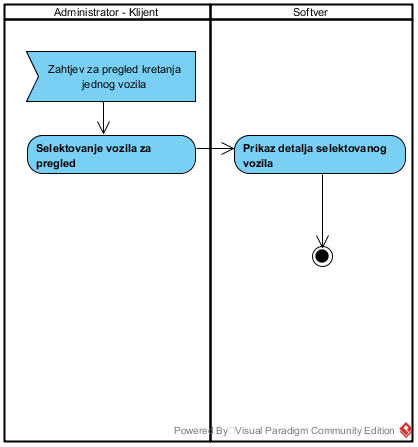 Administrator - Klijent
Softver
Zahtjev za pregled kretanja
jednog vozila
Selektovanje vozila za
pregled
Prikaz detalja selektovanog
vozila
Powered By□Visual Paradigm Community Edition